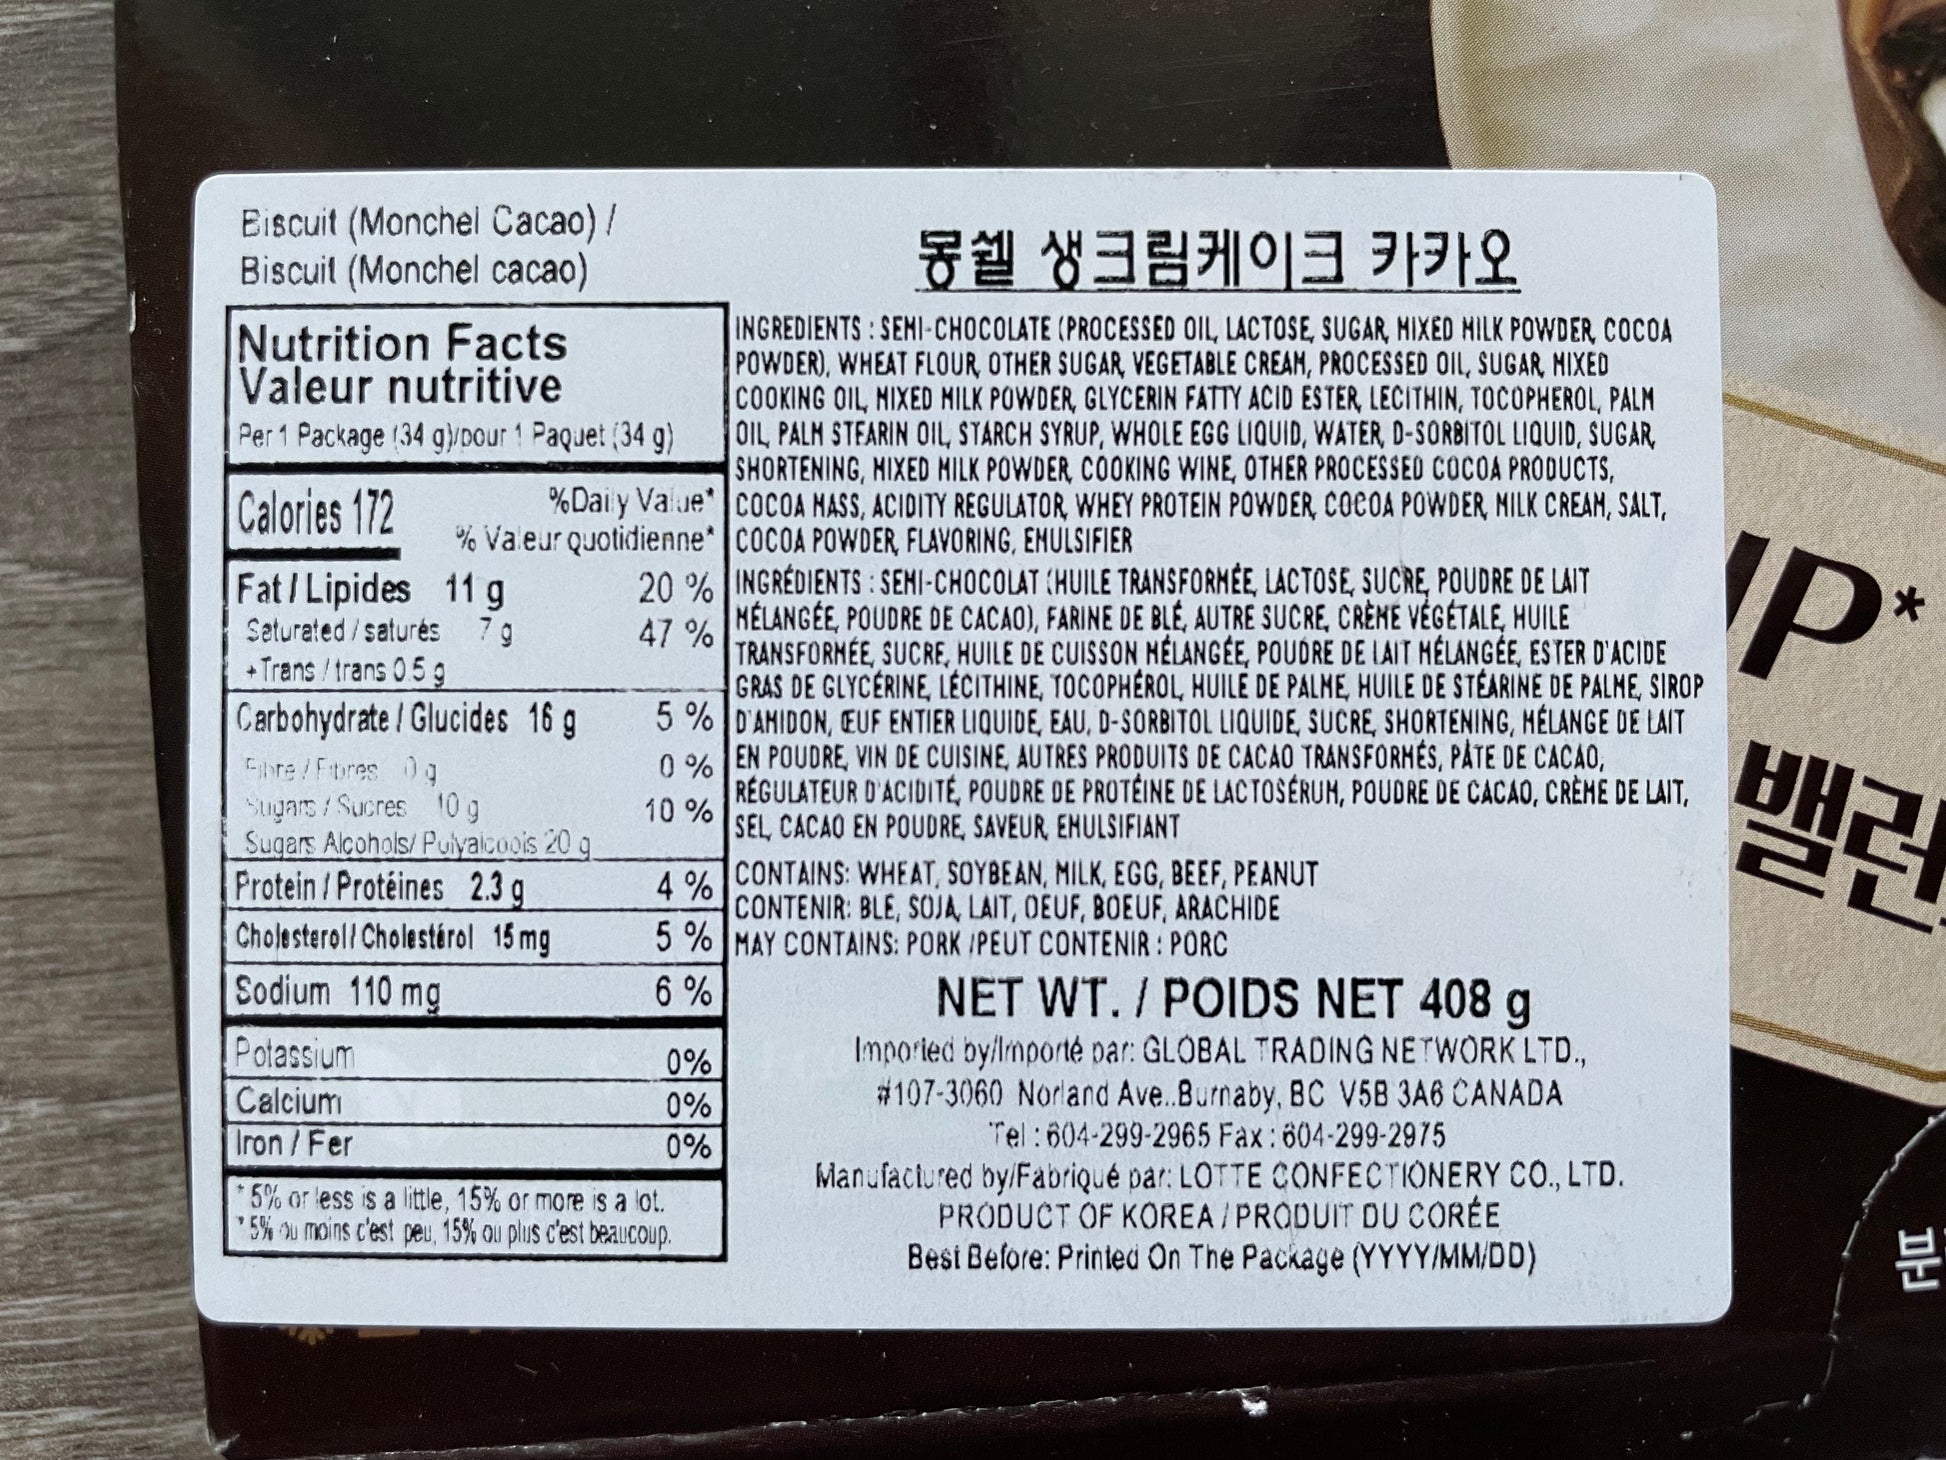 Biscuit (Monchel Cacao) /
Biscuit (Monchel cacao)
Nutrition Facts
Valeur nutritive
Per 1 Package (34 g)/pour 1 Paquet (34 g)
Calories 172
%Daily Value*
% Valeur quotidienne*
Fat / Lipides 11 g 20 %
Saturated / saturés 7 g 47 %
+Trans / trans 0.5 g
Carbohydrate / Glucides 16 g 5 %
Fibre / Fibres 0 g 0 %
Sugars / Sucres 10 g 10 %
Sugars Alcohols/ Polyalcools 20 g
Protein / Protéines 2.3 g 4 %
Cholesterol / Cholestérol 15 mg 5 %
Sodium 110 mg 6 %
Potassium 0%
Calcium 0%
Iron / Fer 0%
* 5% or less is a little, 15% or more is a lot.
* 5% ou moins c'est peu, 15% ou plus c'est beaucoup.
몽쉘 생크림케이크 카카오
INGREDIENTS : SEMI-CHOCOLATE (PROCESSED OIL, LACTOSE, SUGAR, MIXED MILK POWDER, COCOA
POWDER), WHEAT FLOUR, OTHER SUGAR, VEGETABLE CREAM, PROCESSED OIL, SUGAR, MIXED
COOKING OIL, MIXED MILK POWDER, GLYCERIN FATTY ACID ESTER, LECITHIN, TOCOPHEROL, PALM
OIL, PALM STFARIN OIL, STARCH SYRUP, WHOLE EGG LIQUID, WATER, D-SORBITOL LIQUID, SUGAR,
SHORTENING, MIXED MILK POWDER, COOKING WINE, OTHER PROCESSED COCOA PRODUCTS,
COCOA MASS, ACIDITY REGULATOR, WHEY PROTEIN POWDER, COCOA POWDER, MILK CREAM, SALT,
COCOA POWDER, FLAVORING, EMULSIFIER
INGRÉDIENTS : SEMI-CHOCOLAT (HUILE TRANSFORMÉE, LACTOSE, SUCRE, POUDRE DE LAIT
MÉLANGÉE, POUDRE DE CACAO), FARINE DE BLÉ, AUTRE SUCRE, CRÈME VÉGÉTALE, HUILE
TRANSFORMÉE, SUCRE, HUILE DE CUISSON MÉLANGÉE, POUDRE DE LAIT MÉLANGÉE, ESTER D'ACIDE
GRAS DE GLYCÉRINE, LÉCITHINE, TOCOPHÉROL, HUILE DE PALME, HUILE DE STÉARINE DE PALME, SIROP
D'AMIDON, ŒUF ENTIER LIQUIDE, EAU, D-SORBITOL LIQUIDE, SUCRE, SHORTENING, MÉLANGE DE LAIT
EN POUDRE, VIN DE CUISINE, AUTRES PRODUITS DE CACAO TRANSFORMÉS, PÂTE DE CACAO,
RÉGULATEUR D'ACIDITÉ, POUDRE DE PROTÉINE DE LACTOSÉRUM, POUDRE DE CACAO, CRÈME DE LAIT,
SEL, CACAO EN POUDRE, SAVEUR, EMULSIFIANT
CONTAINS: WHEAT, SOYBEAN, MILK, EGG, BEEF, PEANUT
CONTENIR: BLÉ, SOJA, LAIT, OEUF, BOEUF, ARACHIDE
MAY CONTAINS: PORK /PEUT CONTENIR : PORC
NET WT. / POIDS NET 408 g
Imported by/Importé par: GLOBAL TRADING NETWORK LTD.,
#107-3060 Norland Ave..Burnaby, BC V5B 3A6 CANADA
Tel : 604-299-2965 Fax : 604-299-2975
Manufactured by/Fabriqué par: LOTTE CONFECTIONERY CO., LTD.
PRODUCT OF KOREA / PRODUIT DU CORÉE
Best Before: Printed On The Package (YYYY/MM/DD)
P*
밸런